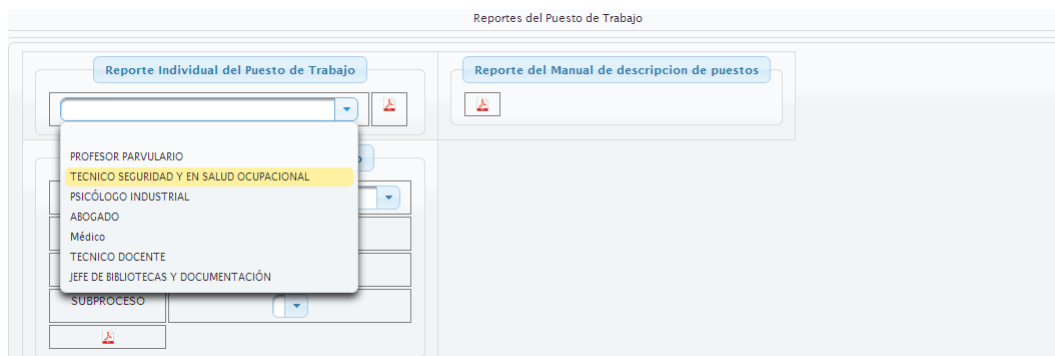 Reportes del Puesto de Trabajo
Reporte Individual del Puesto de Trabajo
Reporte del Manual de descripcion de puestos
PROFESOR PARVULARIO
TECNICO SEGURIDAD Y EN SALUD OCUPACIONAL
PSICÓLOGO INDUSTRIAL
ABOGADO
Médico
TECNICO DOCENTE
JEFE DE BIBLIOTECAS Y DOCUMENTACIÓN
SUBPROCESO